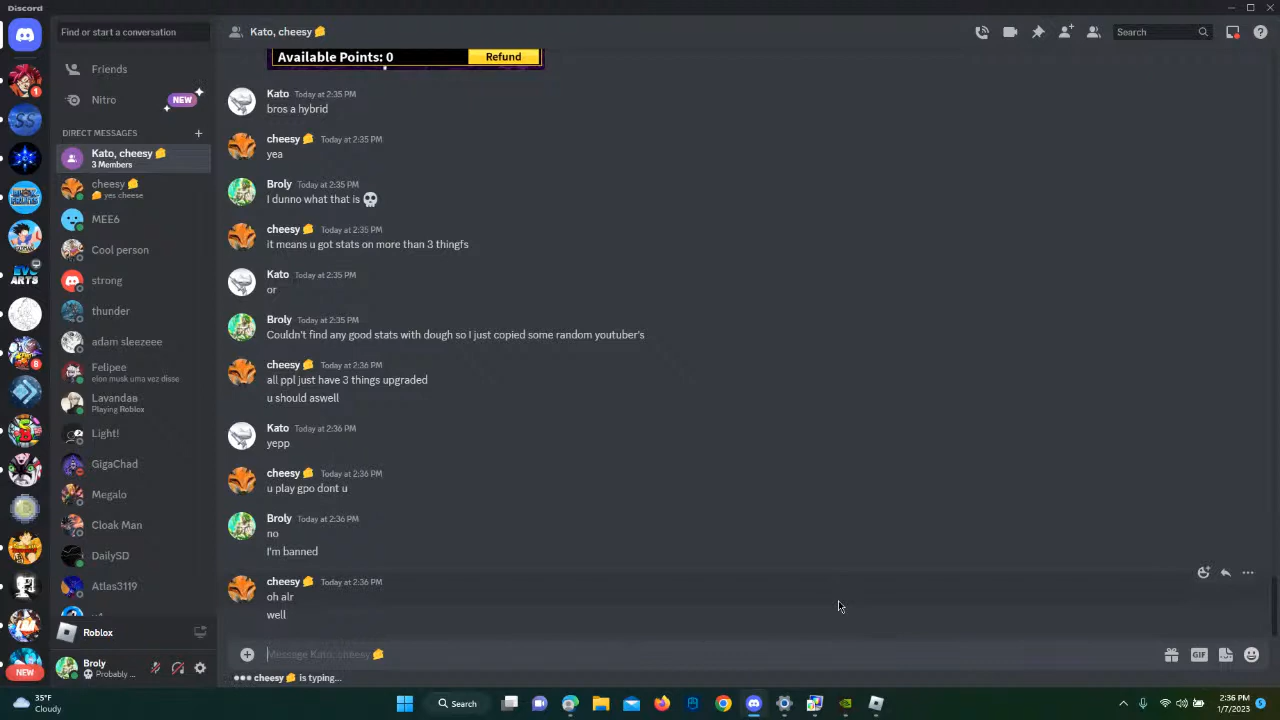 Discord
Find or start a conversation
Kato, cheesy
Search
Friends
Nitro
NEW
DIRECT MESSAGES
Kato, cheesy
3 Members
cheesy
yes cheese
MEE6
Cool person
strong
thunder
adam sleezeee
Felipee
elon musk uma vez disse
Lavandaв
Playing Roblox
Light!
GigaChad
Megalo
Cloak Man
DailySD
Atlas3119
Roblox
Broly
Probably ...
1
SS
EVC
ARTS
8
NEW
Available Points: 0
Refund
Kato Today at 2:35 PM
bros a hybrid
cheesy Today at 2:35 PM
yea
Broly Today at 2:35 PM
I dunno what that is
cheesy Today at 2:35 PM
it means u got stats on more than 3 thingfs
Kato Today at 2:35 PM
or
Broly Today at 2:35 PM
Couldn't find any good stats with dough so I just copied some random youtuber's
cheesy Today at 2:36 PM
all ppl just have 3 things upgraded
u should aswell
Kato Today at 2:36 PM
yepp
cheesy Today at 2:36 PM
u play gpo dont u
Broly Today at 2:36 PM
no
I'm banned
cheesy Today at 2:36 PM
oh alr
well
Message Kato, cheesy
GIF
cheesy is typing...
35°F
Cloudy
Search
2:36 PM
1/7/2023